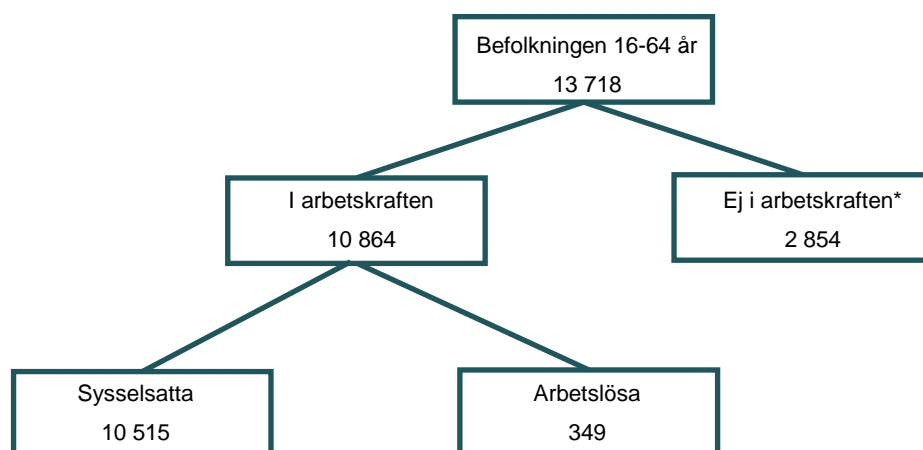 Befolkningen 16-64 år
13 718
I arbetskraften
10 864
Ej i arbetskraften*
2 854
Sysselsatta
10 515
Arbetslösa
349